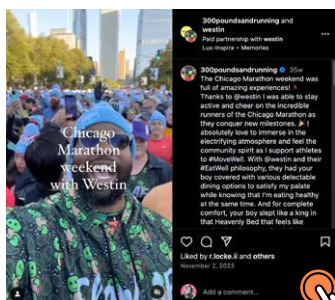 Chicago
Marathon
weekend
with Westin
300poundsandrunning and
westin
Paid partnership with westin
Lux-Inspira • Memories
300poundsandrunning 35w
The Chicago Marathon weekend was
full of amazing experiences!
Thanks to @westin I was able to stay
active and cheer on the incredible
runners of the Chicago Marathon as
they conquer new milestones. 🎉 I
absolutely love to immerse in the
electrifying atmosphere and feel the
community spirit as I support athletes
to #MoveWell. With @westin and their
#EatWell philosophy, they had your
boy covered with various delectable
dining options to satisfy my palate
while knowing that I'm eating healthy
at the same time. And for complete
comfort, your boy slept like a king in
that Heavenly Bed that feels like
Liked by r.locke.ii and others
November 2, 2023
Add a comment...